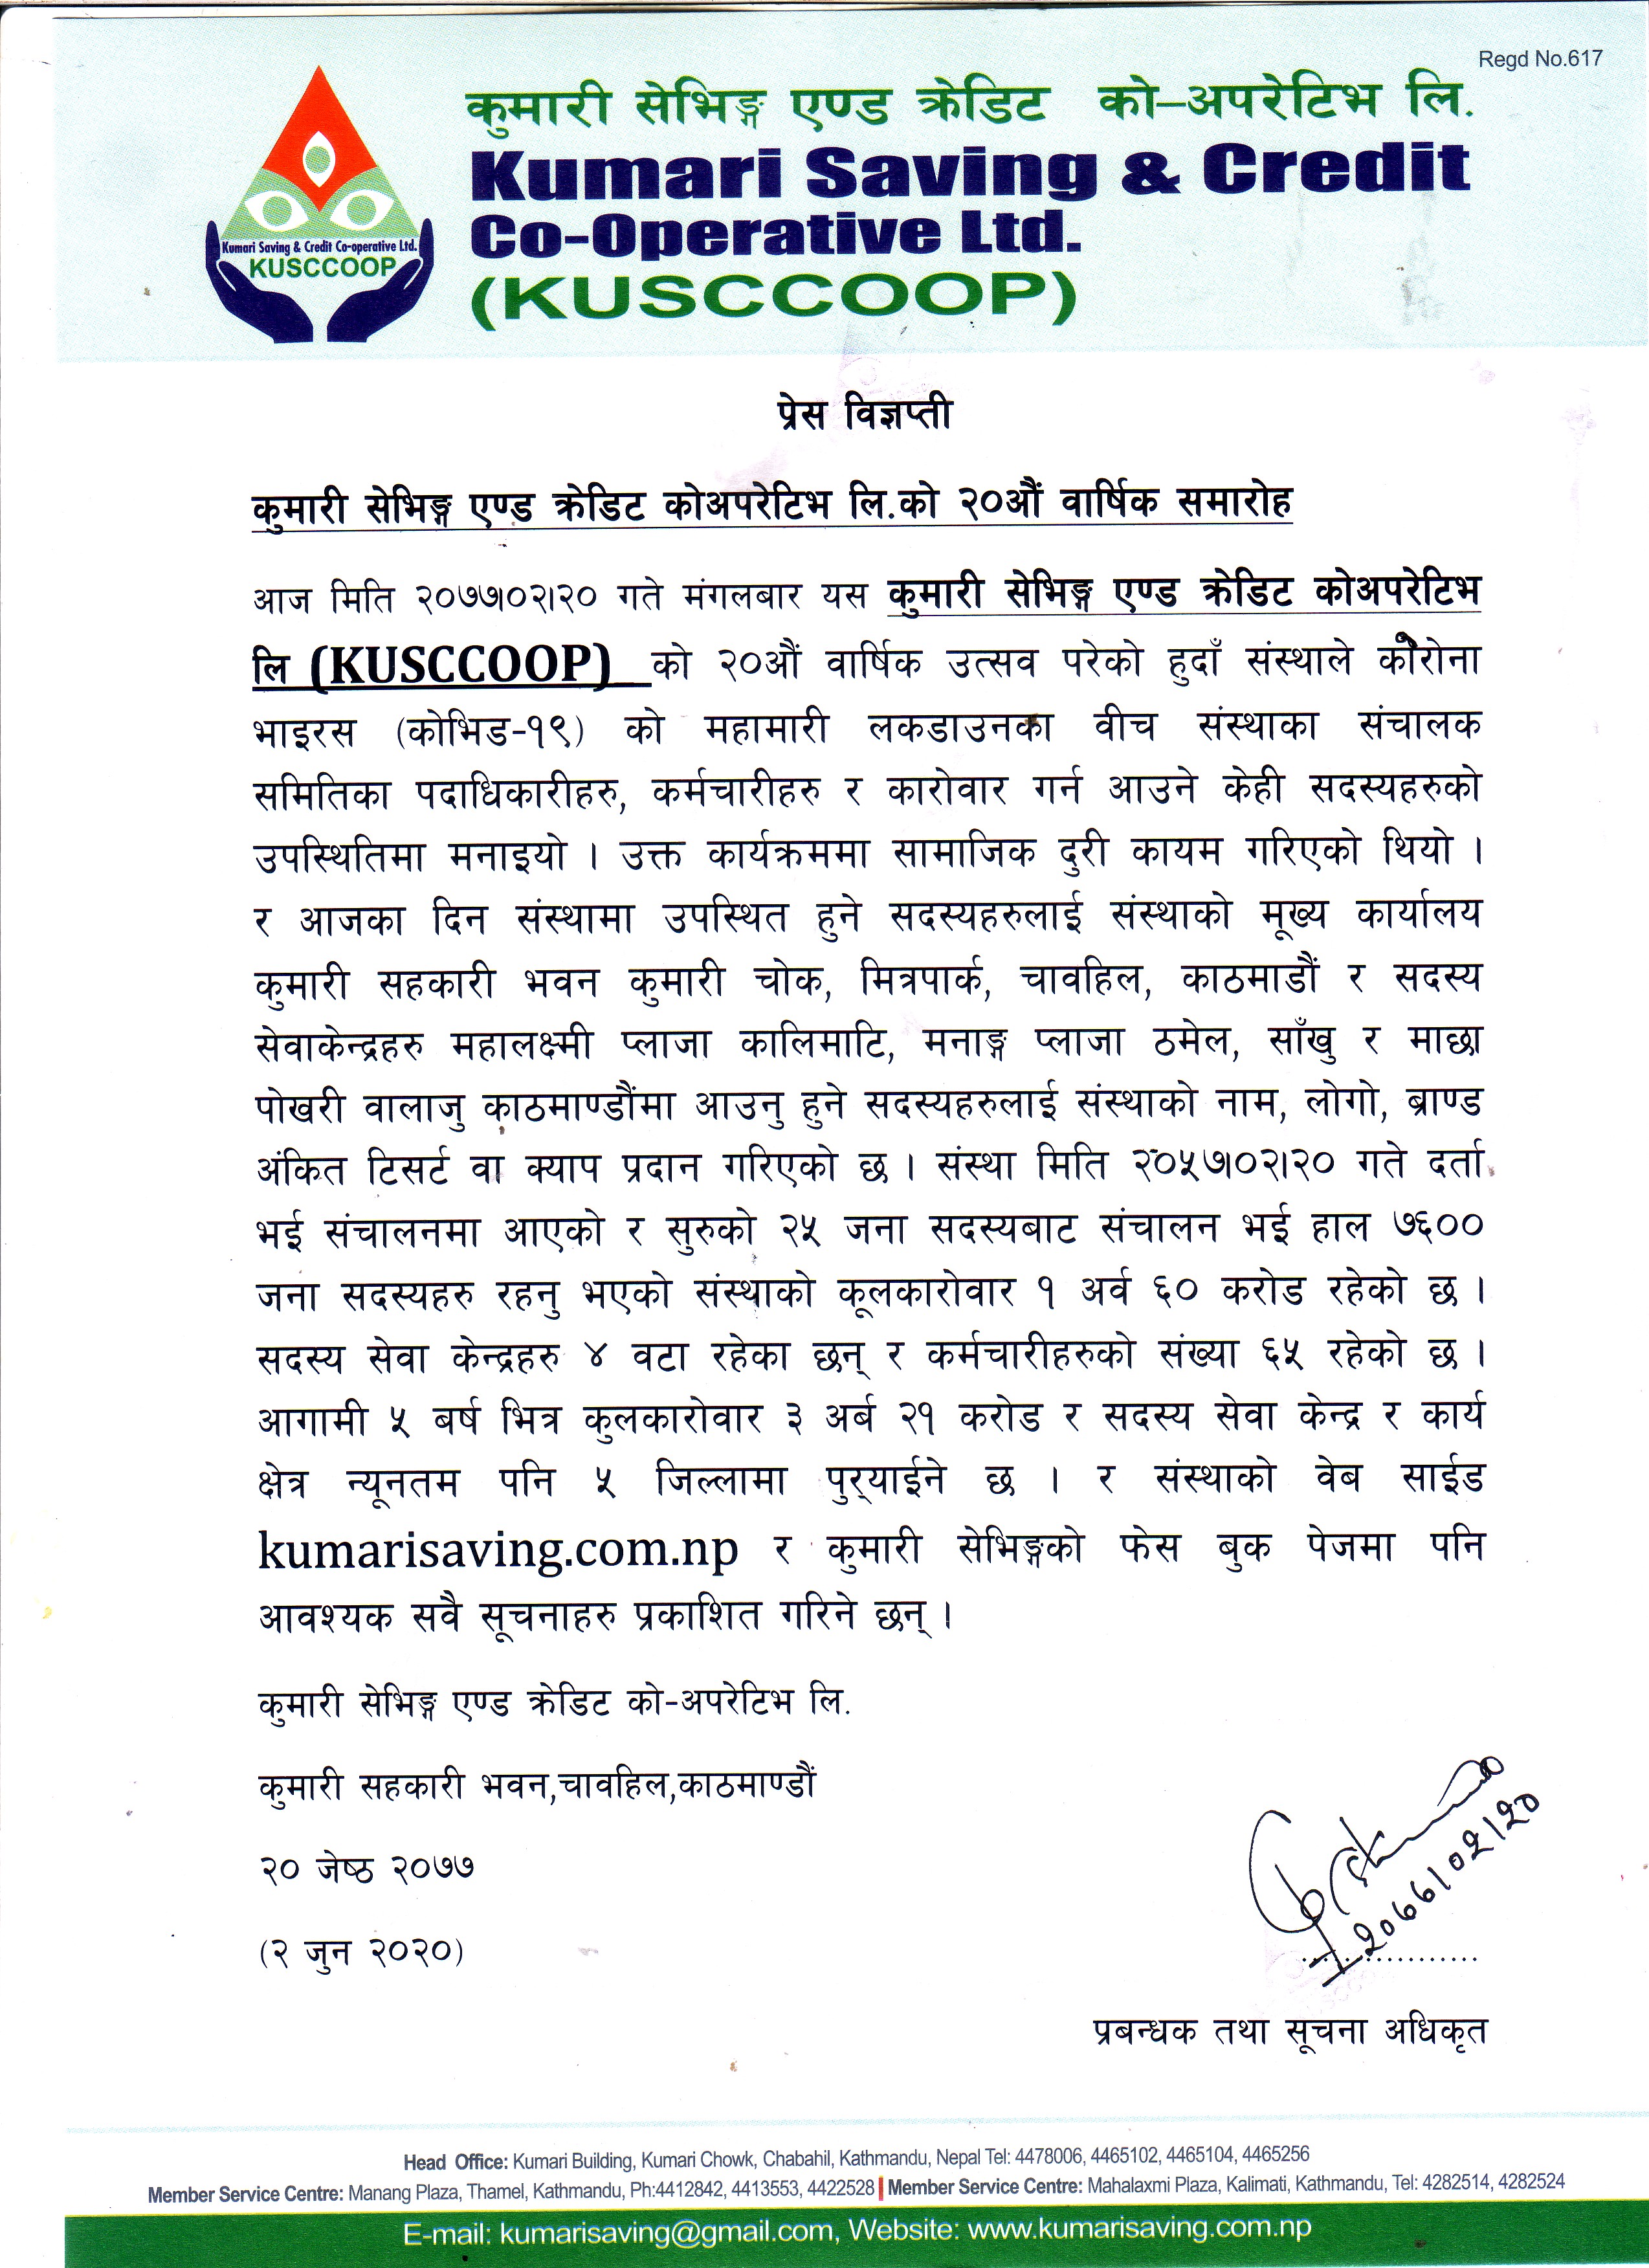 Regd No.617
कुमारी सेभिङ्ग एण्ड क्रेडिट को–अपरेटिभ लि.
Kumari Saving & Credit
Co-Operative Ltd.
(KUSCCOOP)
Kumari Saving & Credit Co-operative Ltd.
KUSCCOOP
प्रेस विज्ञप्ती
कुमारी सेभिङ्ग एण्ड क्रेडिट कोअपरेटिभ लि.को २०औं वार्षिक समारोह
आज मिति २०७७।०२।२० गते मंगलबार यस कुमारी सेभिङ्ग एण्ड क्रेडिट कोअपरेटिभ
लि (KUSCCOOP) को २०औं वार्षिक उत्सव परेको हुदाँ संस्थाले कोरोना
भाइरस (कोभिड-१९) को महामारी लकडाउनका वीच संस्थाका संचालक
समितिका पदाधिकारीहरु, कर्मचारीहरु र कारोवार गर्न आउने केही सदस्यहरुको
उपस्थितिमा मनाइयो । उक्त कार्यक्रममा सामाजिक दुरी कायम गरिएको थियो ।
र आजका दिन संस्थामा उपस्थित हुने सदस्यहरुलाई संस्थाको मूख्य कार्यालय
कुमारी सहकारी भवन कुमारी चोक, मित्रपार्क, चावहिल, काठमाडौं र सदस्य
सेवाकेन्द्रहरु महालक्ष्मी प्लाजा कालिमाटि, मनाङ्ग प्लाजा ठमेल, साँखु र माछा
पोखरी वालाजु काठमाण्डौंमा आउनु हुने सदस्यहरुलाई संस्थाको नाम, लोगो, ब्राण्ड
अंकित टिसर्ट वा क्याप प्रदान गरिएको छ । संस्था मिति २०५७।०२।२० गते दर्ता
भई संचालनमा आएको र सुरुको २५ जना सदस्यबाट संचालन भई हाल ७६००
जना सदस्यहरु रहनु भएको संस्थाको कूलकारोवार १ अर्व ६० करोड रहेको छ ।
सदस्य सेवा केन्द्रहरु ४ वटा रहेका छन् र कर्मचारीहरुको संख्या ६५ रहेको छ ।
आगामी ५ बर्ष भित्र कुलकारोवार ३ अर्ब २१ करोड र सदस्य सेवा केन्द्र र कार्य
क्षेत्र न्यूनतम पनि ५ जिल्लामा पुर्‍याईने छ । र संस्थाको वेब साईड
kumarisaving.com.np र कुमारी सेभिङ्गको फेस बुक पेजमा पनि
आवश्यक सवै सूचनाहरु प्रकाशित गरिने छन् ।
कुमारी सेभिङ्ग एण्ड क्रेडिट को-अपरेटिभ लि.
कुमारी सहकारी भवन,चावहिल,काठमाण्डौं
२० जेष्ठ २०७७
(२ जुन २०२०)
२०७७।०२।२०
प्रबन्धक तथा सूचना अधिकृत
Head Office: Kumari Building, Kumari Chowk, Chabahil, Kathmandu, Nepal Tel: 4478006, 4465102, 4465104, 4465256
Member Service Centre: Manang Plaza, Thamel, Kathmandu, Ph:4412842, 4413553, 4422528 | Member Service Centre: Mahalaxmi Plaza, Kalimati, Kathmandu, Tel: 4282514, 4282524
E-mail: kumarisaving@gmail.com, Website: www.kumarisaving.com.np